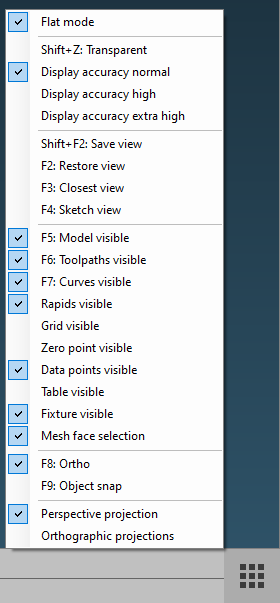 Flat mode
Shift+Z: Transparent
Display accuracy normal
Display accuracy high
Display accuracy extra high
Shift+F2: Save view
F2: Restore view
F3: Closest view
F4: Sketch view
F5: Model visible
F6: Toolpaths visible
F7: Curves visible
Rapids visible
Grid visible
Zero point visible
Data points visible
Table visible
Fixture visible
Mesh face selection
F8: Ortho
F9: Object snap
Perspective projection
Orthographic projections